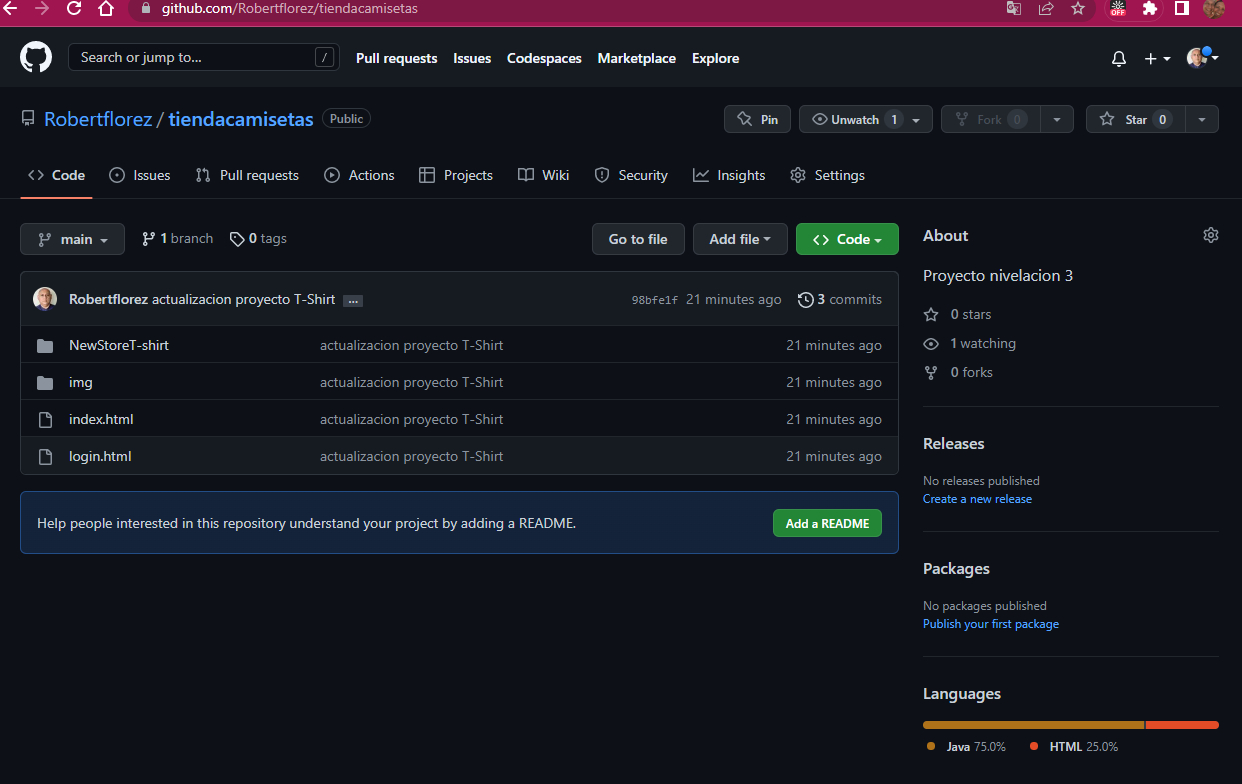 github.com/Robertflorez/tiendacamisetas
OFF
Search or jump to... / Pull requests Issues Codespaces Marketplace Explore
Robertflorez / tiendacamisetas Public Pin Unwatch 1 Fork 0 Star 0
Code Issues Pull requests Actions Projects Wiki Security Insights Settings
main 1 branch 0 tags Go to file Add file Code
Robertflorez actualizacion proyecto T-Shirt ... 98bfe1f 21 minutes ago 3 commits
NewStoreT-shirt actualizacion proyecto T-Shirt 21 minutes ago
img actualizacion proyecto T-Shirt 21 minutes ago
index.html actualizacion proyecto T-Shirt 21 minutes ago
login.html actualizacion proyecto T-Shirt 21 minutes ago
Help people interested in this repository understand your project by adding a README. Add a README
About
Proyecto nivelacion 3
0 stars
1 watching
0 forks
Releases
No releases published
Create a new release
Packages
No packages published
Publish your first package
Languages
Java 75.0% HTML 25.0%